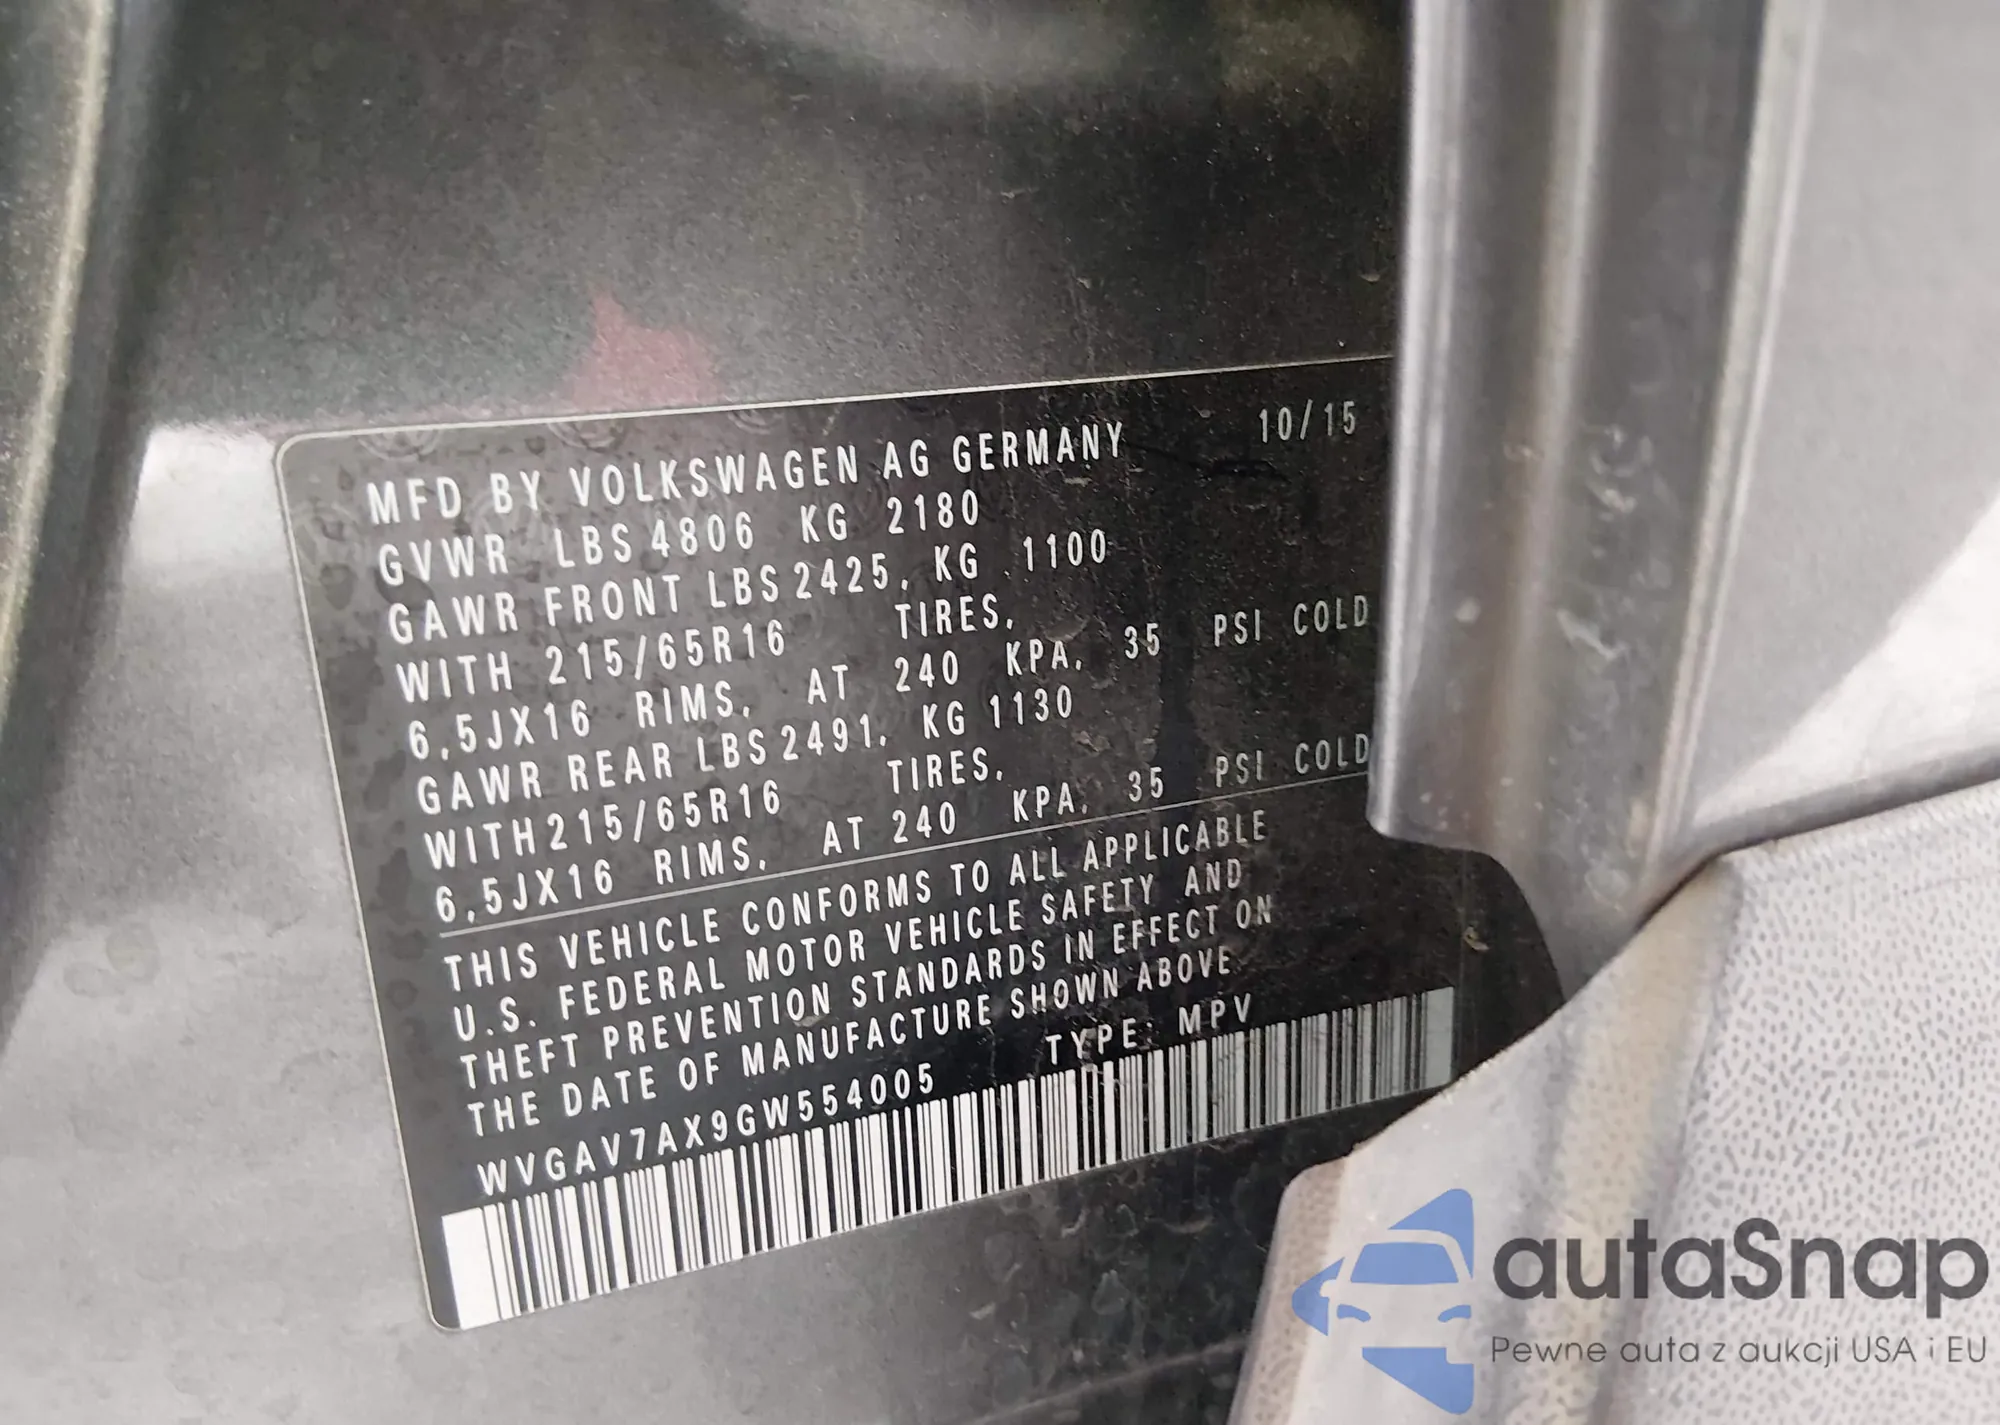 MFD BY VOLKSWAGEN AG GERMANY 10/15
GVWR LBS 4806 KG 2180
GAWR FRONT LBS 2425, KG 1100
WITH 215/65R16 TIRES,
6,5JX16 RIMS, AT 240 KPA, 35 PSI COLD
GAWR REAR LBS 2491, KG 1130
WITH 215/65R16 TIRES,
6,5JX16 RIMS, AT 240 KPA, 35 PSI COLD
THIS VEHICLE CONFORMS TO ALL APPLICABLE
U.S. FEDERAL MOTOR VEHICLE SAFETY AND
THEFT PREVENTION STANDARDS IN EFFECT ON
THE DATE OF MANUFACTURE SHOWN ABOVE
WVGAV7AX9GW554005 TYPE: MPV
autaSnap
Pewne auta z aukcji USA i EU